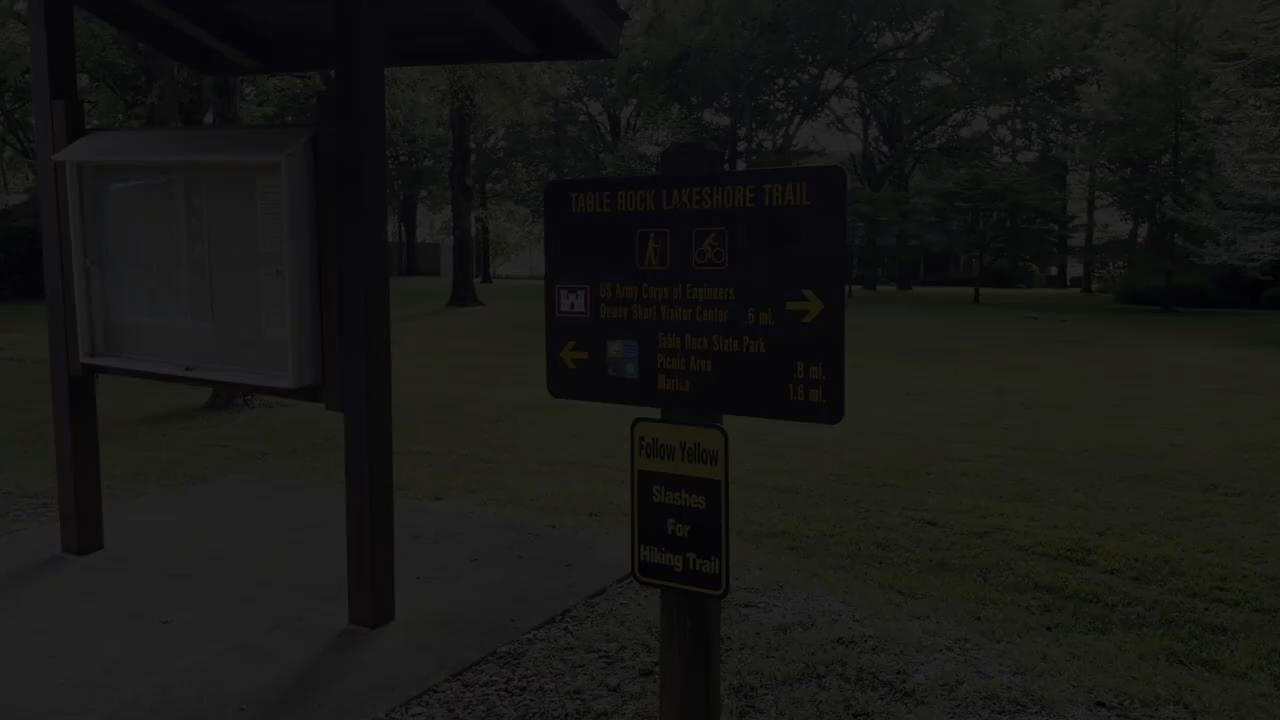 TABLE ROCK LAKESHORE TRAIL
US Army Corps of Engineers
Dewey Short Visitor Center .6 mi.
Table Rock State Park
Picnic Area .8 mi.
Marina 1.6 mi.
Follow Yellow
Slashes
For
Hiking Trail